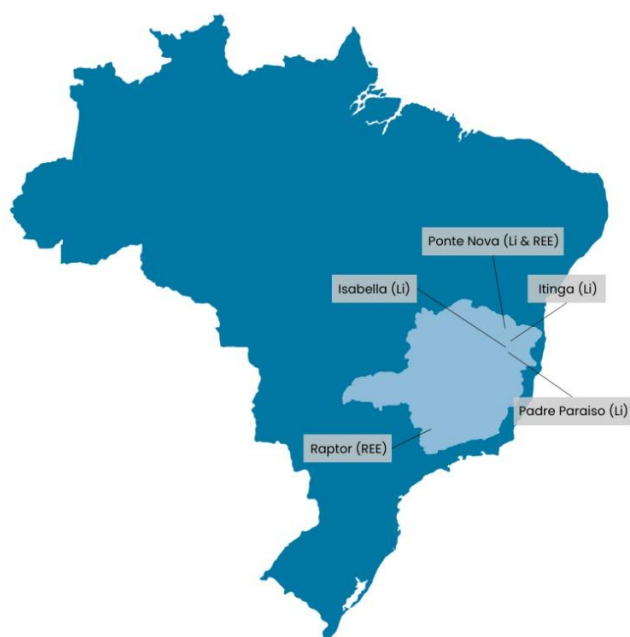 Ponte Nova (Li & REE)
Isabella (Li)
Itinga (Li)
Padre Paraiso (Li)
Raptor (REE)